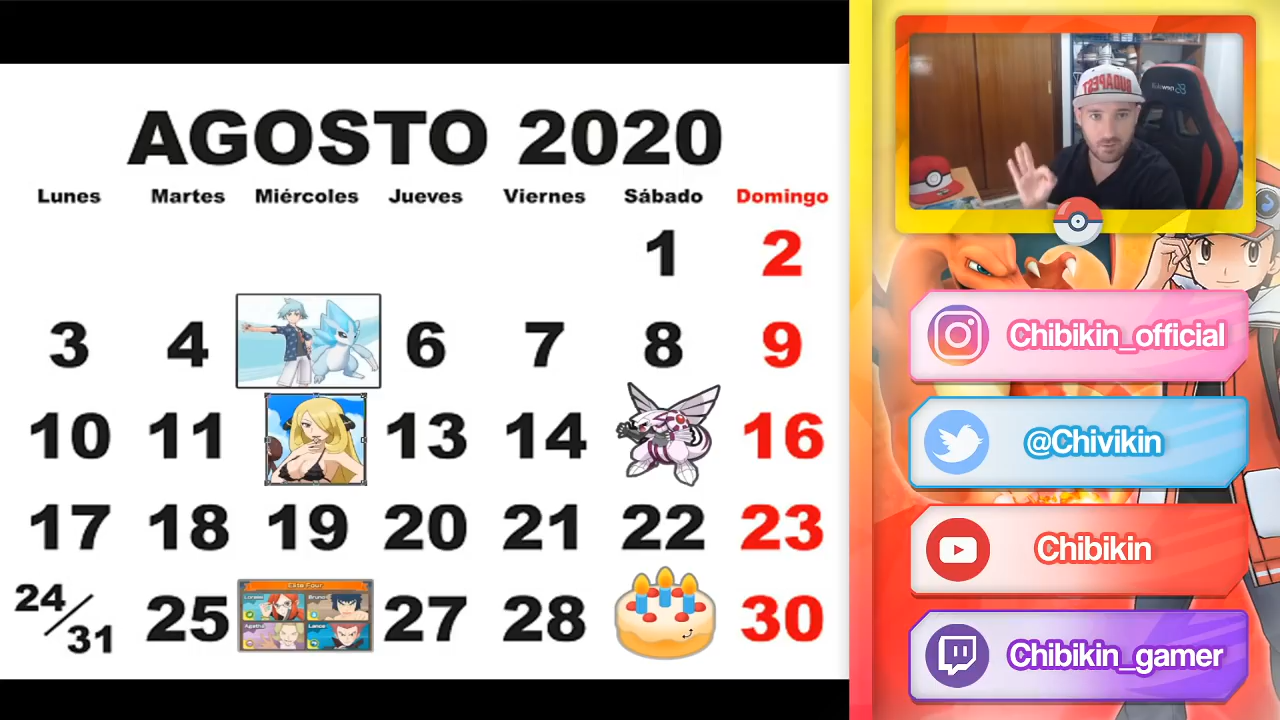 AGOSTO 2020
Lunes Martes Miércoles Jueves Viernes Sábado Domingo
1 2
3 4 6 7 8 9
10 11 13 14 16
17 18 19 20 21 22 23
24/31 25 27 28 30
Elite Four
Lorelei Bruno
Agatha Lance
BUDAPEST
Chibikin_official
@Chivikin
Chibikin
Chibikin_gamer